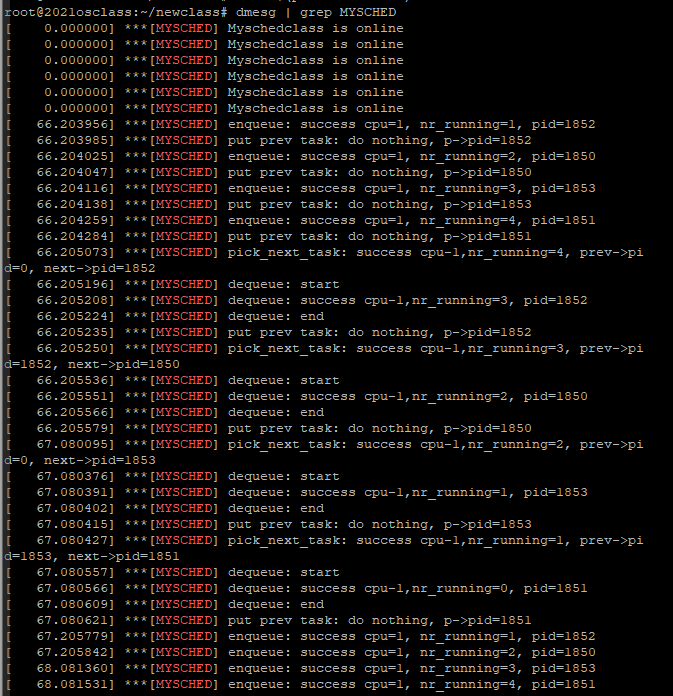 root@2021osclass:~/newclass# dmesg | grep MYSCHED
[    0.000000] ***[MYSCHED] Myschedclass is online
[    0.000000] ***[MYSCHED] Myschedclass is online
[    0.000000] ***[MYSCHED] Myschedclass is online
[    0.000000] ***[MYSCHED] Myschedclass is online
[    0.000000] ***[MYSCHED] Myschedclass is online
[    0.000000] ***[MYSCHED] Myschedclass is online
[   66.203956] ***[MYSCHED] enqueue: success cpu=1, nr_running=1, pid=1852
[   66.203985] ***[MYSCHED] put prev task: do nothing, p->pid=1852
[   66.204025] ***[MYSCHED] enqueue: success cpu=1, nr_running=2, pid=1850
[   66.204047] ***[MYSCHED] put prev task: do nothing, p->pid=1850
[   66.204116] ***[MYSCHED] enqueue: success cpu=1, nr_running=3, pid=1853
[   66.204138] ***[MYSCHED] put prev task: do nothing, p->pid=1853
[   66.204259] ***[MYSCHED] enqueue: success cpu=1, nr_running=4, pid=1851
[   66.204284] ***[MYSCHED] put prev task: do nothing, p->pid=1851
[   66.205073] ***[MYSCHED] pick_next_task: success cpu-1,nr_running=4, prev->pi
d=0, next->pid=1852
[   66.205196] ***[MYSCHED] dequeue: start
[   66.205208] ***[MYSCHED] dequeue: success cpu-1,nr_running=3, pid=1852
[   66.205224] ***[MYSCHED] dequeue: end
[   66.205235] ***[MYSCHED] put prev task: do nothing, p->pid=1852
[   66.205250] ***[MYSCHED] pick_next_task: success cpu-1,nr_running=3, prev->pi
d=1852, next->pid=1850
[   66.205536] ***[MYSCHED] dequeue: start
[   66.205551] ***[MYSCHED] dequeue: success cpu-1,nr_running=2, pid=1850
[   66.205566] ***[MYSCHED] dequeue: end
[   66.205579] ***[MYSCHED] put prev task: do nothing, p->pid=1850
[   67.080095] ***[MYSCHED] pick_next_task: success cpu-1,nr_running=2, prev->pi
d=0, next->pid=1853
[   67.080376] ***[MYSCHED] dequeue: start
[   67.080391] ***[MYSCHED] dequeue: success cpu-1,nr_running=1, pid=1853
[   67.080402] ***[MYSCHED] dequeue: end
[   67.080415] ***[MYSCHED] put prev task: do nothing, p->pid=1853
[   67.080427] ***[MYSCHED] pick_next_task: success cpu-1,nr_running=1, prev->pi
d=1853, next->pid=1851
[   67.080557] ***[MYSCHED] dequeue: start
[   67.080566] ***[MYSCHED] dequeue: success cpu-1,nr_running=0, pid=1851
[   67.080609] ***[MYSCHED] dequeue: end
[   67.080621] ***[MYSCHED] put prev task: do nothing, p->pid=1851
[   67.205779] ***[MYSCHED] enqueue: success cpu=1, nr_running=1, pid=1852
[   67.205842] ***[MYSCHED] enqueue: success cpu=1, nr_running=2, pid=1850
[   68.081360] ***[MYSCHED] enqueue: success cpu=1, nr_running=3, pid=1853
[   68.081531] ***[MYSCHED] enqueue: success cpu=1, nr_running=4, pid=1851